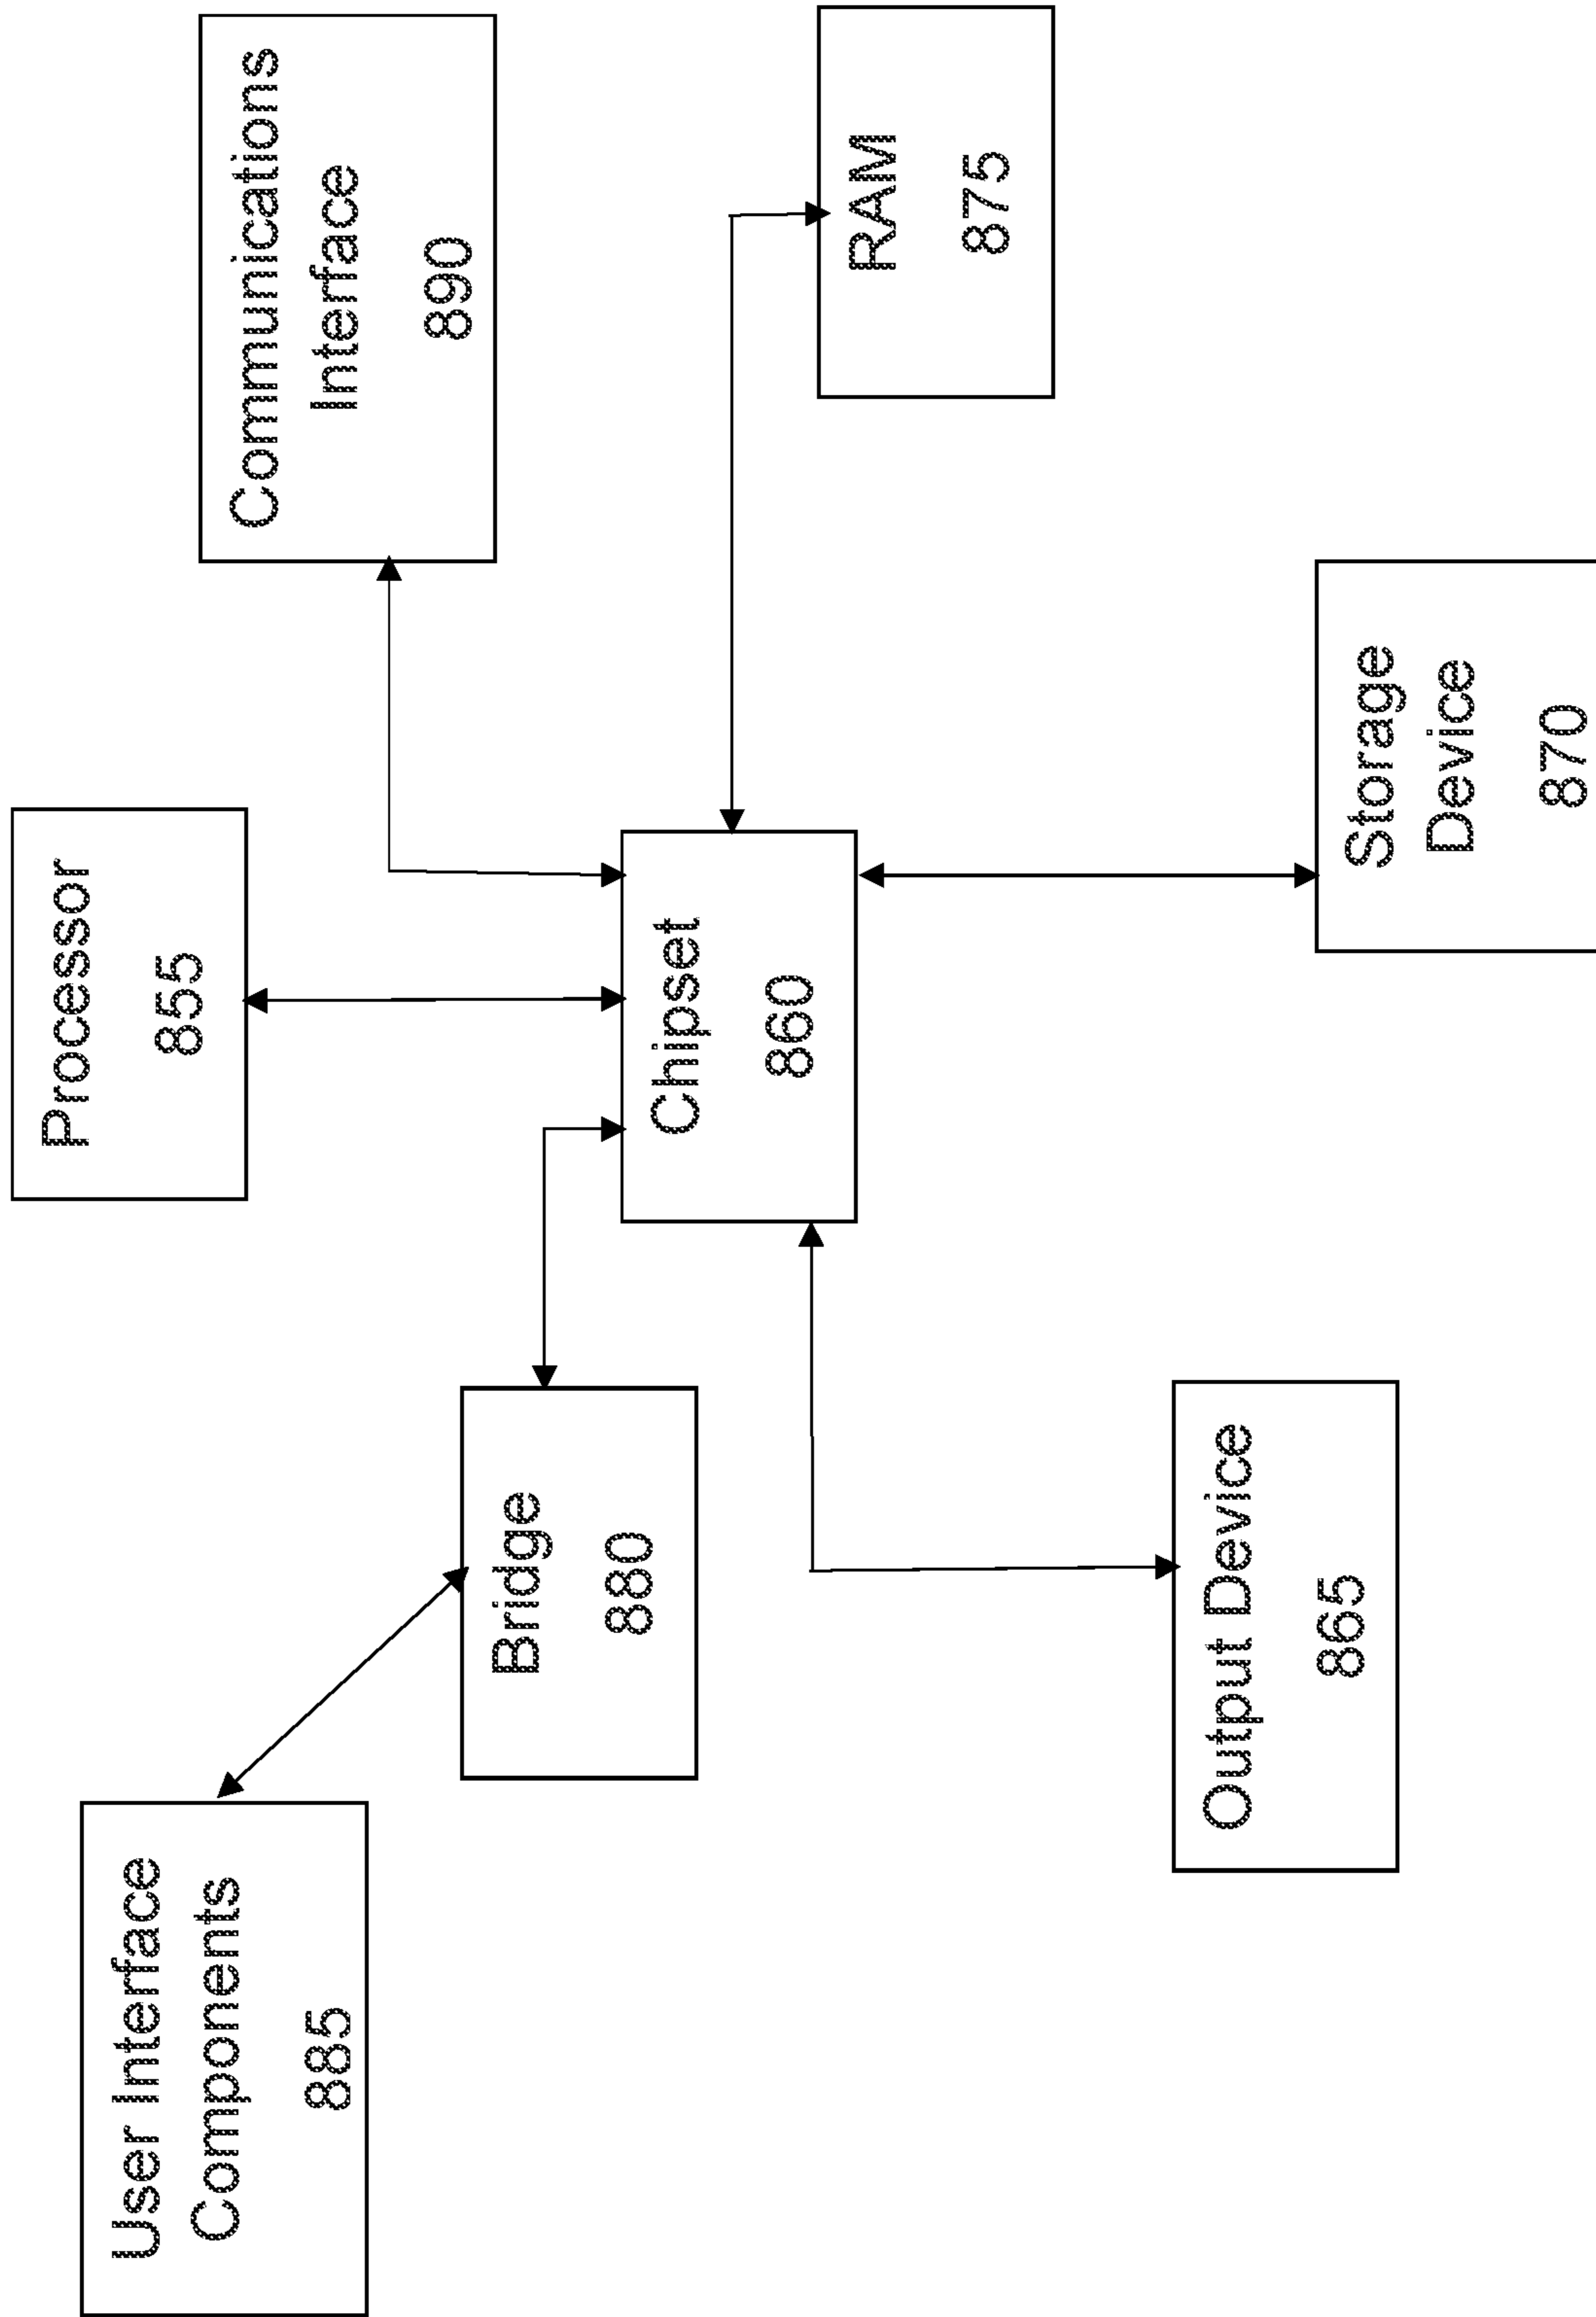 User Interface
Components
885
Processor
855
Communications
Interface
890
Bridge
880
Chipset
860
RAM
875
Output Device
865
Storage
Device
870